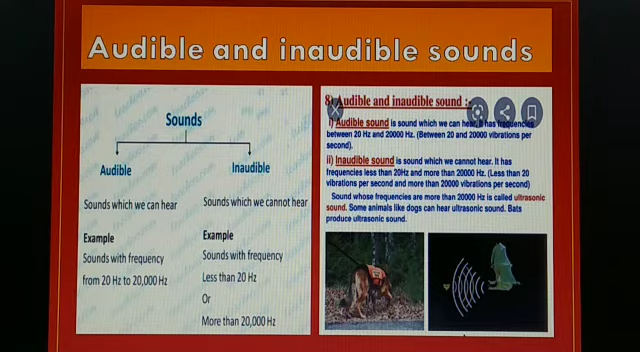 Audible and inaudible sounds
Sounds
Audible
Inaudible
Sounds which we can hear
Sounds which we cannot hear
Example
Sounds with frequency
from 20 Hz to 20,000 Hz
Example
Sounds with frequency
Less than 20 Hz
Or
More than 20,000 Hz
8) Audible and inaudible sound :-
i) Audible sound is sound which we can hear. It has frequencies
between 20 Hz and 20000 Hz. (Between 20 and 20000 vibrations per
second).
ii) Inaudible sound is sound which we cannot hear. It has
frequencies less than 20Hz and more than 20000 Hz. (Less than 20
vibrations per second and more than 20000 vibrations per second)
Sound whose frequencies are more than 20000 Hz is called ultrasonic
sound. Some animals like dogs can hear ultrasonic sound. Bats
produce ultrasonic sound.